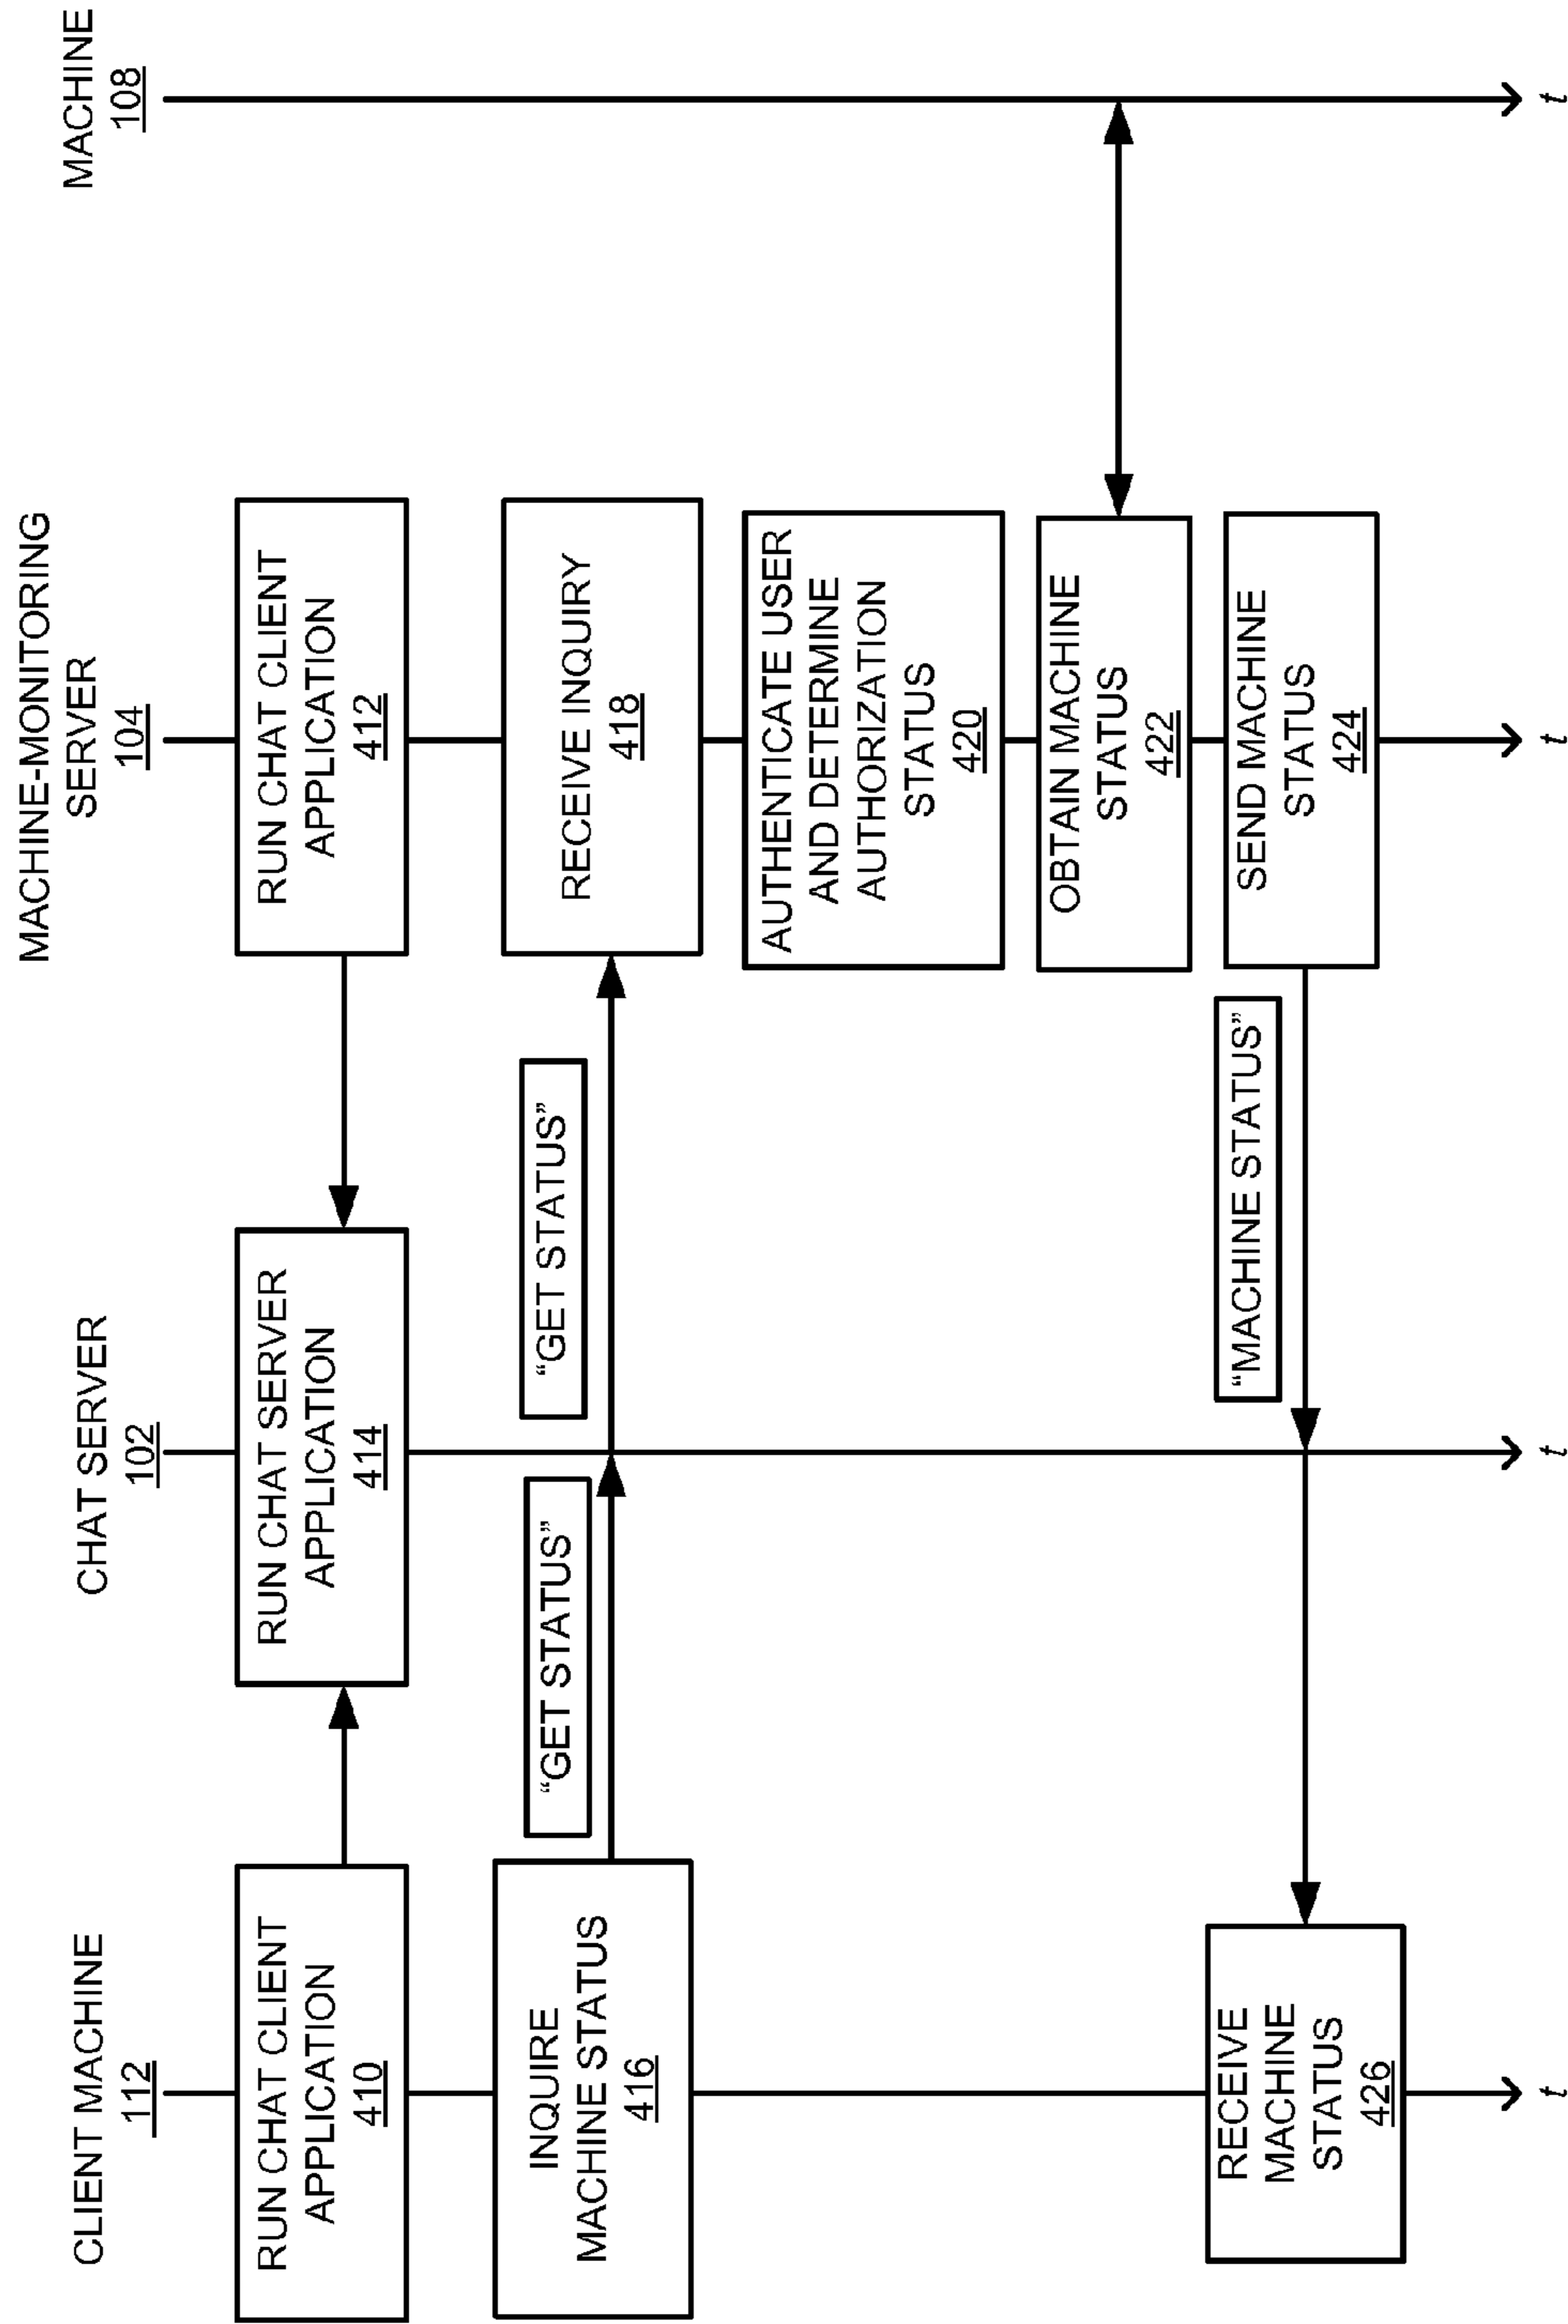 CLIENT MACHINE
112
CHAT SERVER
102
MACHINE-MONITORING
SERVER
104
MACHINE
108
RUN CHAT CLIENT
APPLICATION
410
RUN CHAT SERVER
APPLICATION
414
RUN CHAT CLIENT
APPLICATION
412
INQUIRE
MACHINE STATUS
416
“GET STATUS”
“GET STATUS”
RECEIVE INQUIRY
418
AUTHENTICATE USER
AND DETERMINE
AUTHORIZATION
STATUS
420
OBTAIN MACHINE
STATUS
422
RECEIVE
MACHINE
STATUS
426
“MACHINE STATUS”
SEND MACHINE
STATUS
424
t
t
t
t